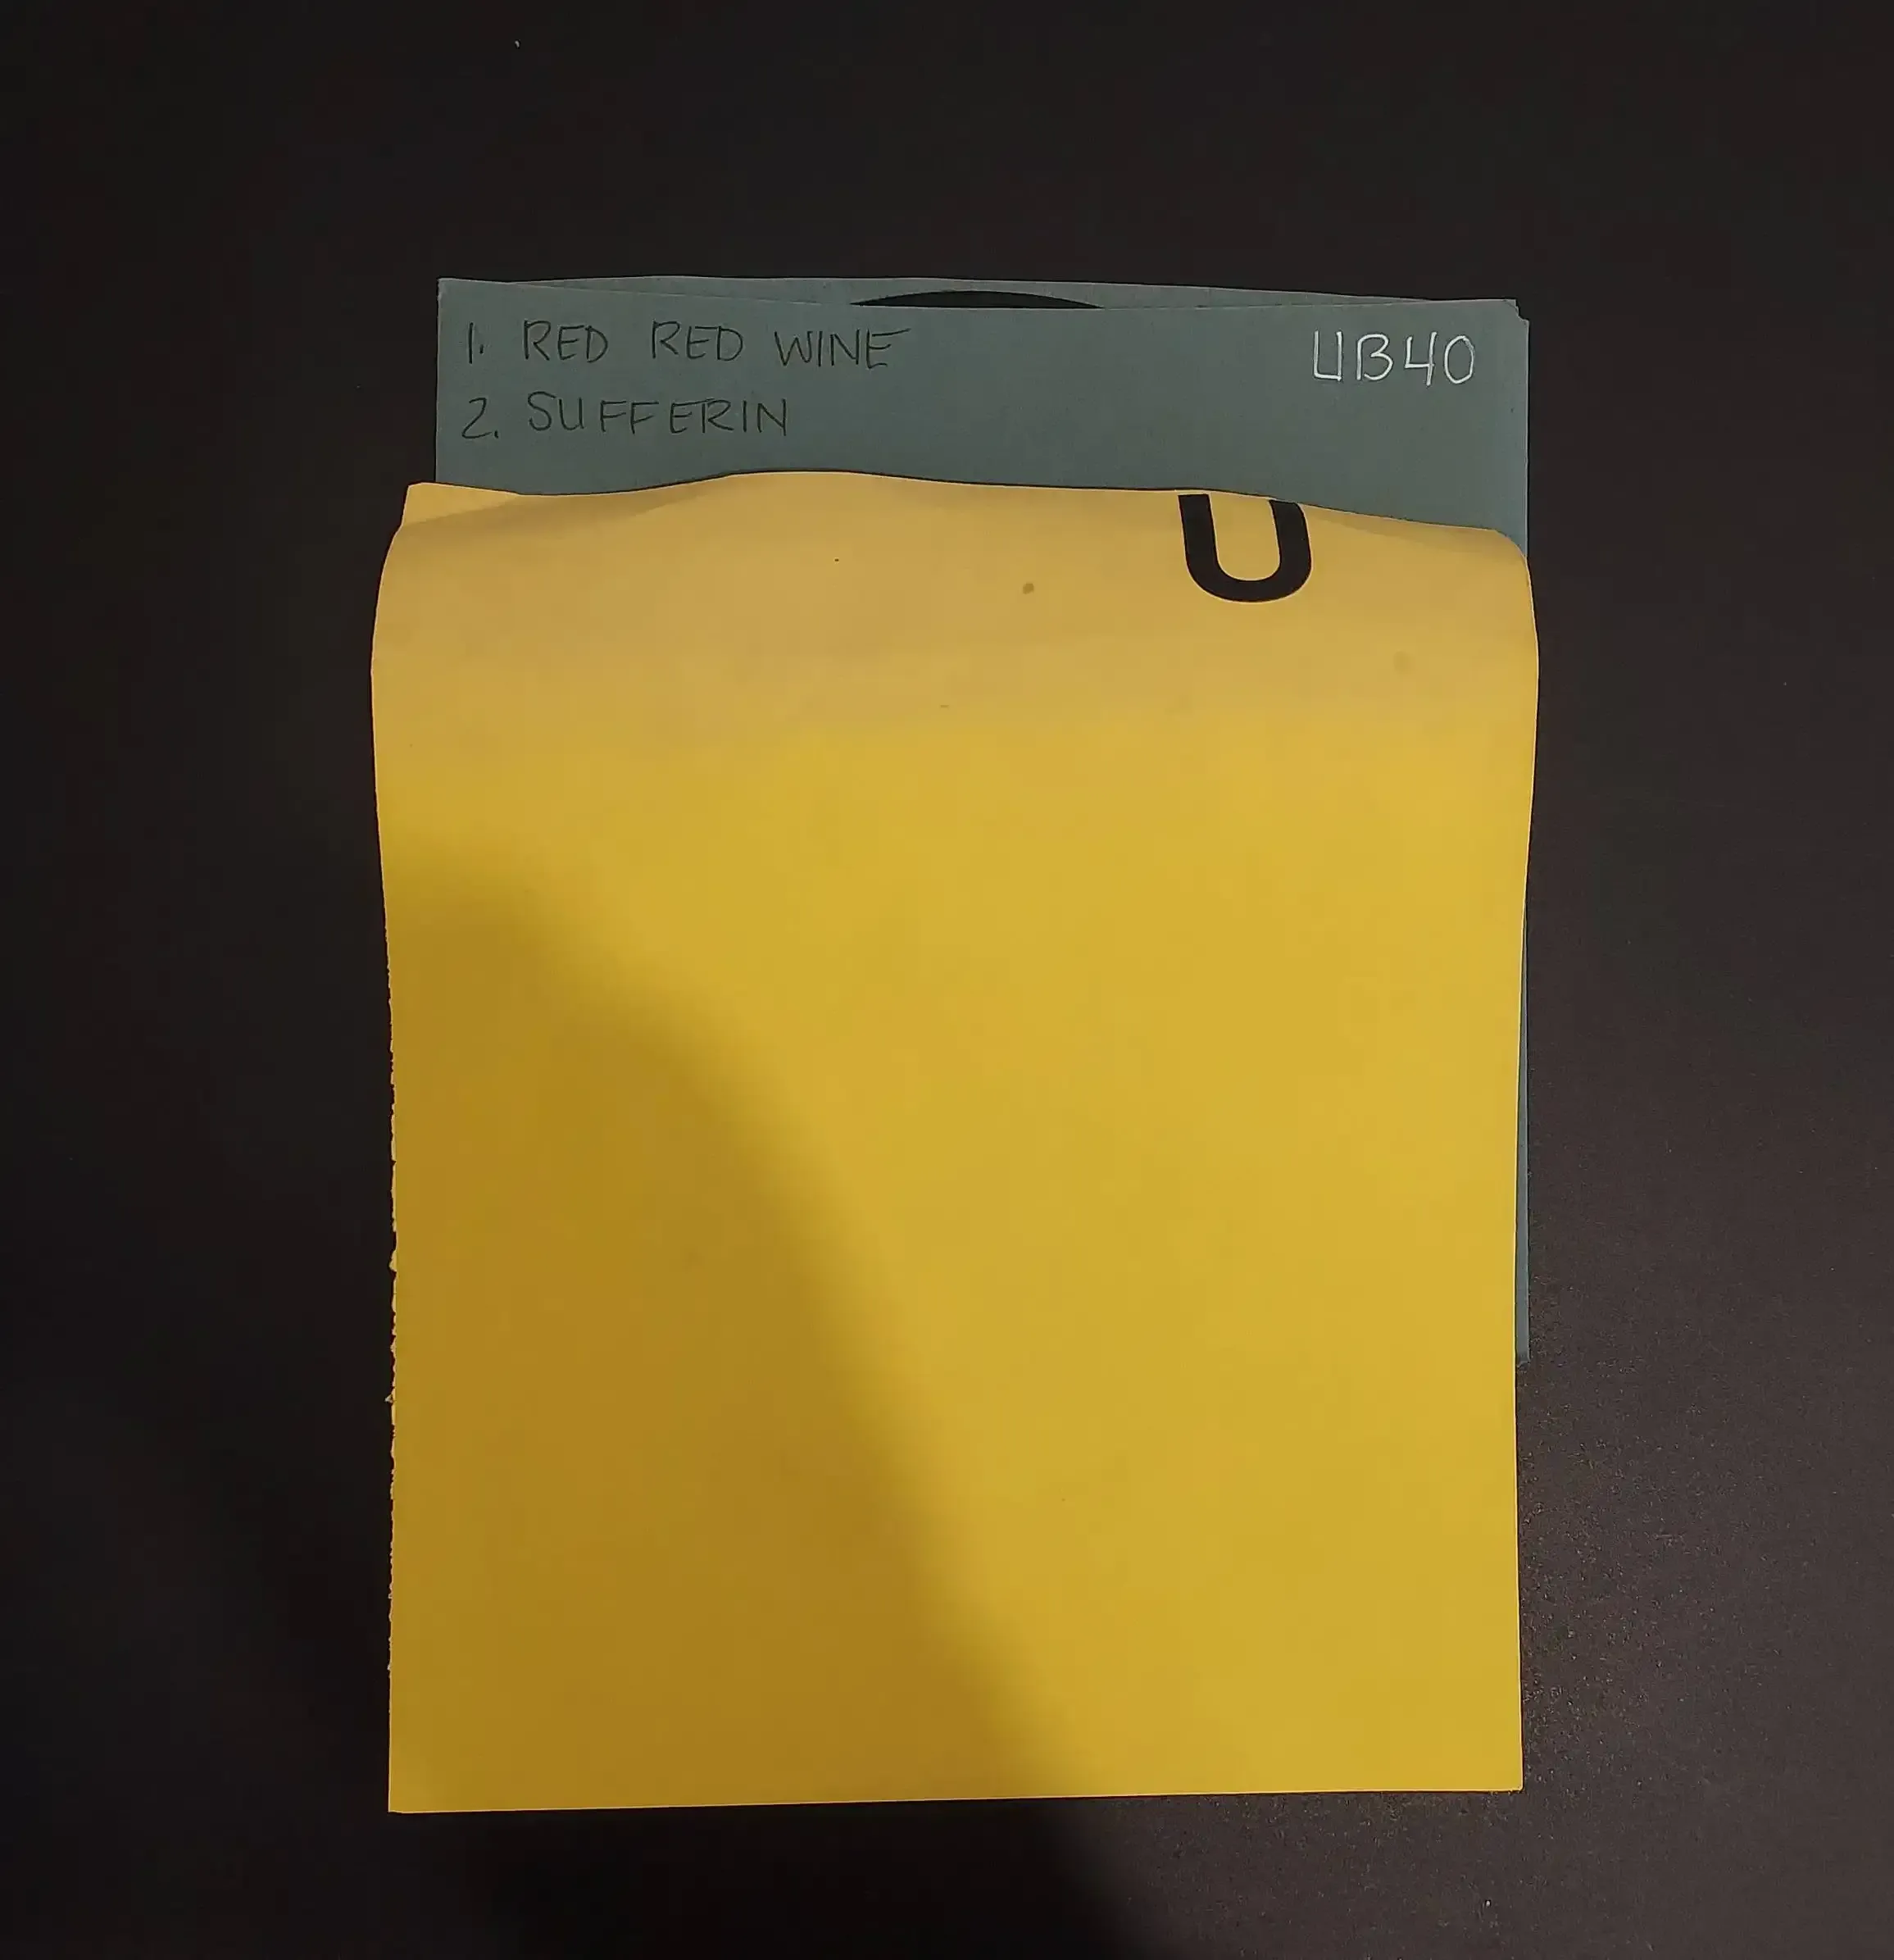 1. RED RED WINE
2. SUFFERIN
UB40
U